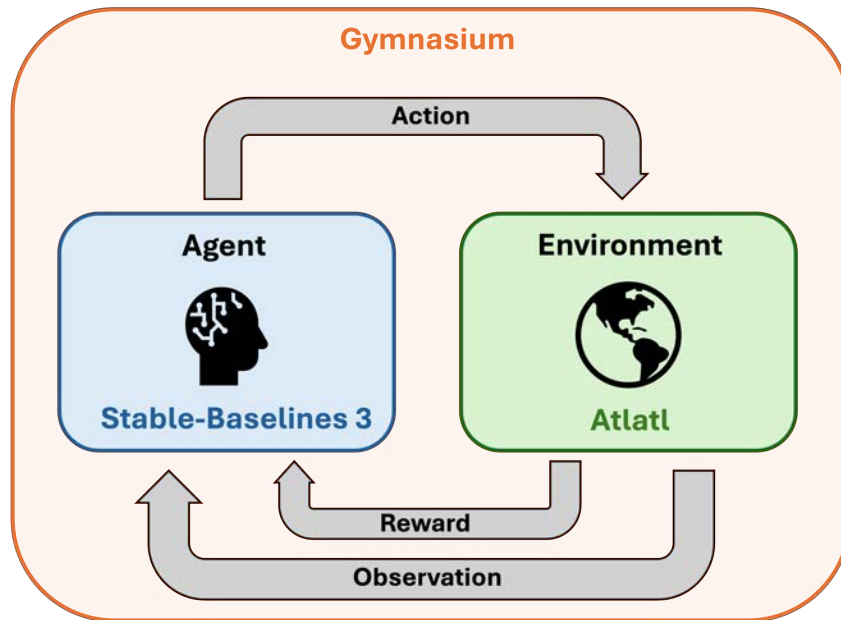 Gymnasium
Action
Agent
Environment
Stable-Baselines 3
Atlatl
Reward
Observation